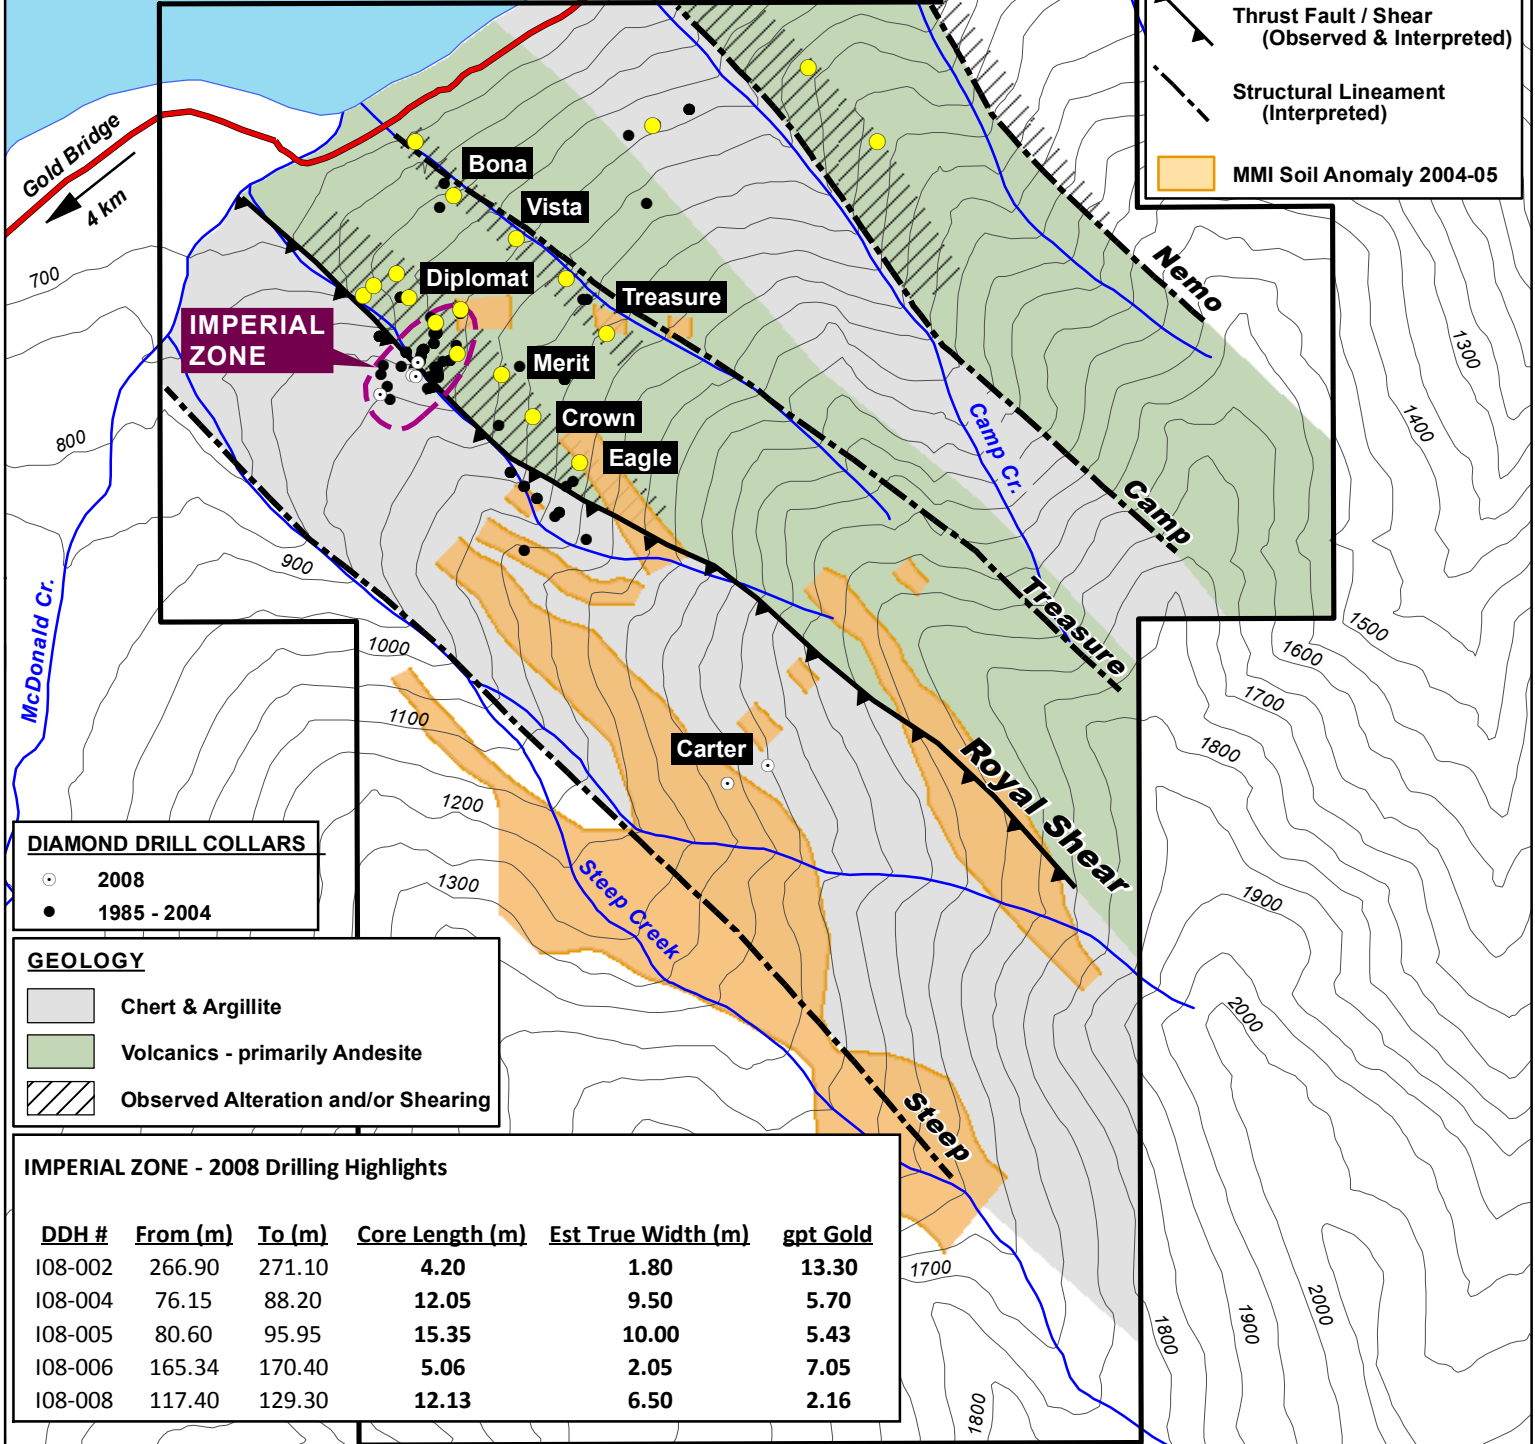 Thrust Fault / Shear
(Observed & Interpreted)
Structural Lineament
(Interpreted)
MMI Soil Anomaly 2004-05
Gold Bridge
4 km
Bona
Vista
Diplomat
Treasure
IMPERIAL
ZONE
Merit
Crown
Eagle
Carter
Nemo
Camp
Treasure
Royal Shear
Steep
Camp Cr.
McDonald Cr.
Steep Creek
700
800
900
1000
1100
1200
1300
1300
1400
1500
1600
1700
1800
1900
2000
1700
1800
1800
1900
2000
DIAMOND DRILL COLLARS
2008
1985 - 2004
GEOLOGY
Chert & Argillite
Volcanics - primarily Andesite
Observed Alteration and/or Shearing
IMPERIAL ZONE - 2008 Drilling Highlights
DDH # From (m) To (m) Core Length (m) Est True Width (m) gpt Gold
I08-002 266.90 271.10 4.20 1.80 13.30
I08-004 76.15 88.20 12.05 9.50 5.70
I08-005 80.60 95.95 15.35 10.00 5.43
I08-006 165.34 170.40 5.06 2.05 7.05
I08-008 117.40 129.30 12.13 6.50 2.16